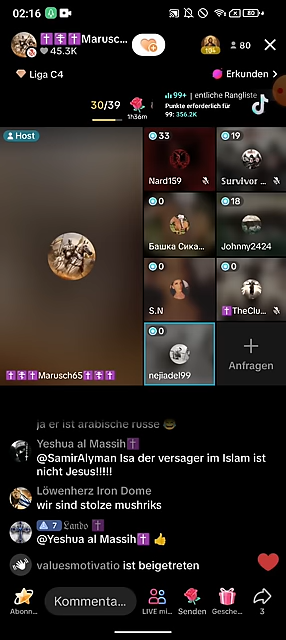 02:16
✝️✝️✝️Marusc...
45.3K
80
Liga C4
Erkunden >
30/39
1h36m
99+ | entliche Rangliste
Punkte erforderlich für
99: 356.2K
Host
33
Nard159
19
Survivor ...
0
Башка Сика...
18
Johnny2424
0
S.N
0
✝️TheClu...
0
nejiadel99
Anfragen
✝️✝️✝️Marusch65✝️✝️✝️
ja er ist arabische russe 😄
Yeshua al Massih✝️
@SamirAlyman Isa der versager im Islam ist
nicht Jesus!!!!!
Löwenherz Iron Dome
wir sind stolze mushriks
7 𝔏𝔞𝔫𝔡𝔬 ✝️
@Yeshua al Massih✝️ 👍
valuesmotivatio ist beigetreten
Kommenta...
Abonn...
LIVE mi...
Senden
Gesche...
3